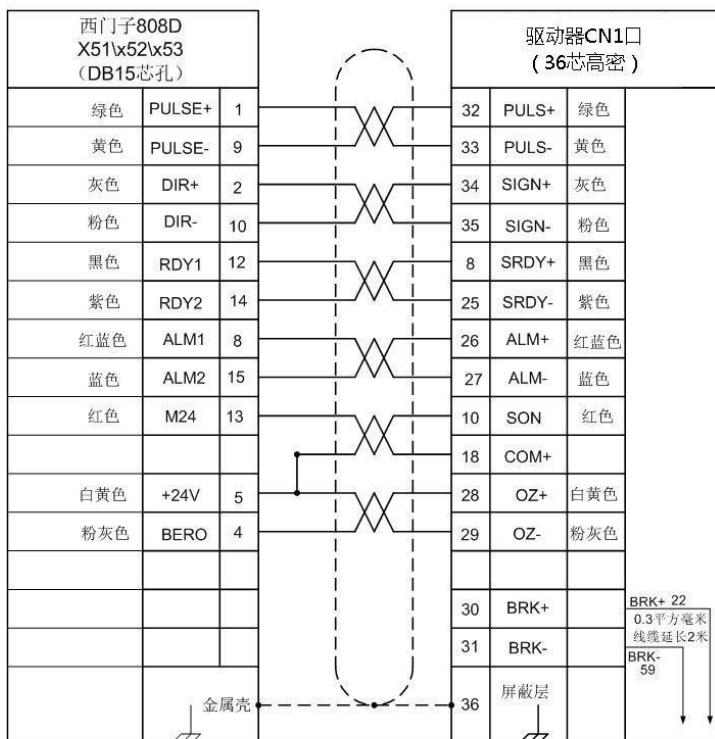 西门子808D
X51\x52\x53
（DB15芯孔）
驱动器CN1口
（36芯高密）
绿色 PULSE+ 1 32 PULS+ 绿色
黄色 PULSE- 9 33 PULS- 黄色
灰色 DIR+ 2 34 SIGN+ 灰色
粉色 DIR- 10 35 SIGN- 粉色
黑色 RDY1 12 8 SRDY+ 黑色
紫色 RDY2 14 25 SRDY- 紫色
红蓝色 ALM1 8 26 ALM+ 红蓝色
蓝色 ALM2 15 27 ALM- 蓝色
红色 M24 13 10 SON 红色
18 COM+
白黄色 +24V 5 28 OZ+ 白黄色
粉灰色 BERO 4 29 OZ- 粉灰色
30 BRK+ BRK+ 22
0.3平方毫米
线缆延长2米
31 BRK- BRK-
59
金属壳 36 屏蔽层